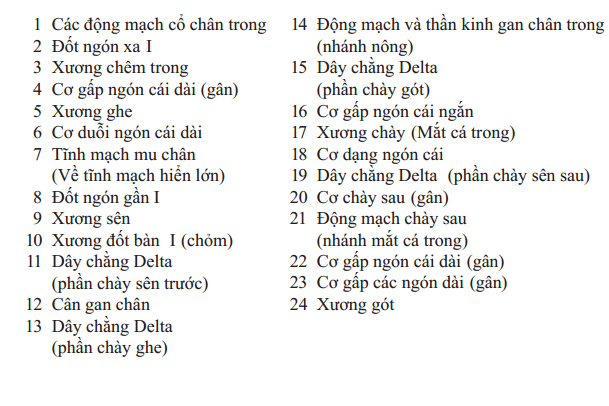 1 Các động mạch cổ chân trong
2 Đốt ngón xa I
3 Xương chêm trong
4 Cơ gấp ngón cái dài (gân)
5 Xương ghe
6 Cơ duỗi ngón cái dài
7 Tĩnh mạch mu chân
(Về tĩnh mạch hiển lớn)
8 Đốt ngón gần I
9 Xương sên
10 Xương đốt bàn I (chỏm)
11 Dây chằng Delta
(phần chày sên trước)
12 Cân gan chân
13 Dây chằng Delta
(phần chày ghe)
14 Động mạch và thần kinh gan chân trong
(nhánh nông)
15 Dây chằng Delta
(phần chày gót)
16 Cơ gấp ngón cái ngắn
17 Xương chày (Mắt cá trong)
18 Cơ dạng ngón cái
19 Dây chằng Delta (phần chày sên sau)
20 Cơ chày sau (gân)
21 Động mạch chày sau
(nhánh mắt cá trong)
22 Cơ gấp ngón cái dài (gân)
23 Cơ gấp các ngón dài (gân)
24 Xương gót